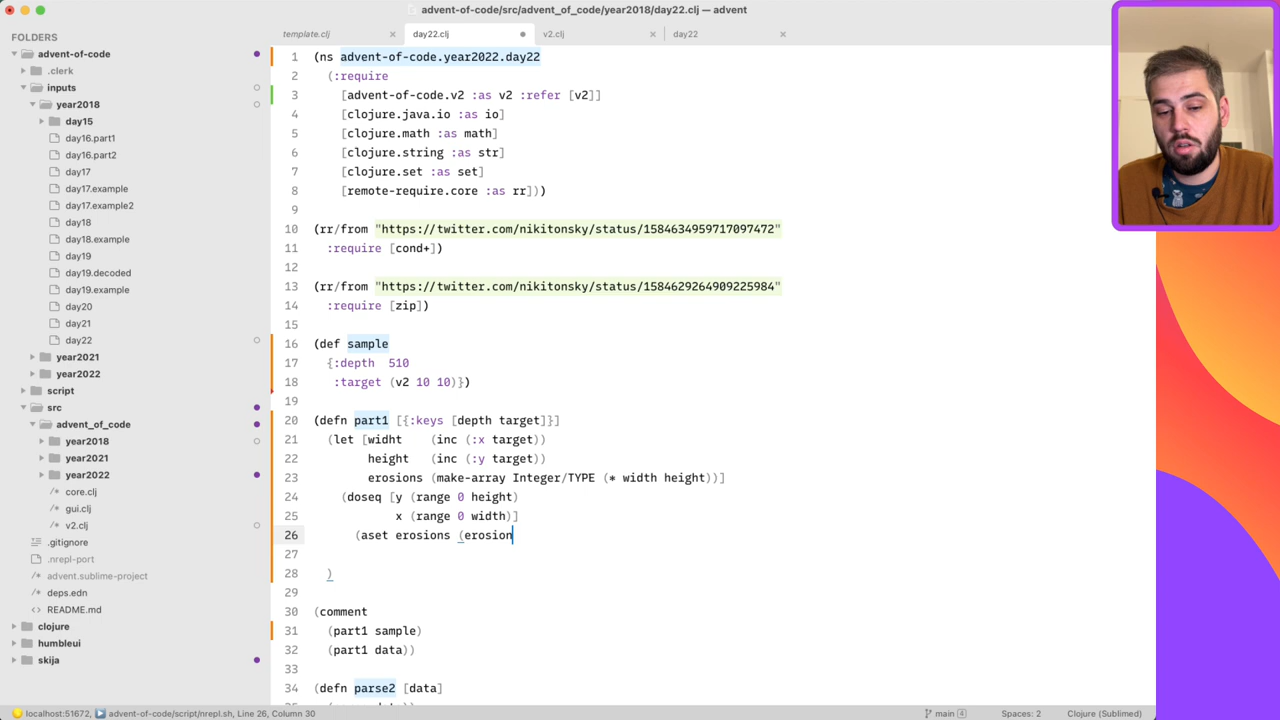 advent-of-code/src/advent_of_code/year2018/day22.clj — advent
FOLDERS
advent-of-code
.clerk
inputs
year2018
day15
day16.part1
day16.part2
day17
day17.example
day17.example2
day18
day18.example
day19
day19.decoded
day19.example
day20
day21
day22
year2021
year2022
script
src
advent_of_code
year2018
year2021
year2022
core.clj
gui.clj
v2.clj
.gitignore
.nrepl-port
advent.sublime-project
deps.edn
README.md
clojure
humbleui
skija
template.clj
day22.clj
v2.clj
day22
1 (ns advent-of-code.year2022.day22
2 (:require
3 [advent-of-code.v2 :as v2 :refer [v2]]
4 [clojure.java.io :as io]
5 [clojure.math :as math]
6 [clojure.string :as str]
7 [clojure.set :as set]
8 [remote-require.core :as rr]))
9
10 (rr/from "https://twitter.com/nikitonsky/status/1584634959717097472"
11 :require [cond+])
12
13 (rr/from "https://twitter.com/nikitonsky/status/1584629264909225984"
14 :require [zip])
15
16 (def sample
17 {:depth 510
18 :target (v2 10 10)})
19
20 (defn part1 [{:keys [depth target]}]
21 (let [widht (inc (:x target))
22 height (inc (:y target))
23 erosions (make-array Integer/TYPE (* width height))]
24 (doseq [y (range 0 height)
25 x (range 0 width)]
26 (aset erosions (erosion
27
28 )
29
30 (comment
31 (part1 sample)
32 (part1 data))
33
34 (defn parse2 [data]
localhost:51672, advent-of-code/script/nrepl.sh, Line 26, Column 30
main 4
Spaces: 2
Clojure (Sublimed)